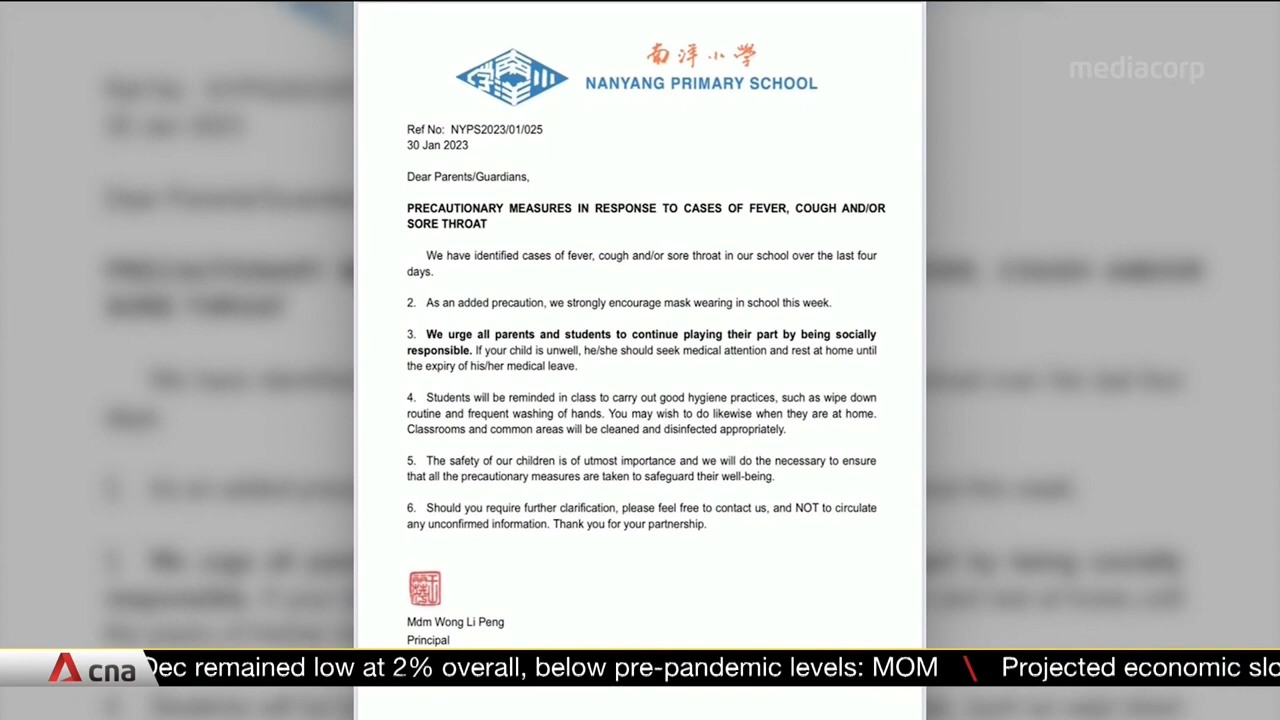 南洋小學
NANYANG PRIMARY SCHOOL
mediacorp
Ref No: NYPS2023/01/025
30 Jan 2023
Dear Parents/Guardians,
PRECAUTIONARY MEASURES IN RESPONSE TO CASES OF FEVER, COUGH AND/OR
SORE THROAT
We have identified cases of fever, cough and/or sore throat in our school over the last four
days.
2. As an added precaution, we strongly encourage mask wearing in school this week.
3. We urge all parents and students to continue playing their part by being socially
responsible. If your child is unwell, he/she should seek medical attention and rest at home until
the expiry of his/her medical leave.
4. Students will be reminded in class to carry out good hygiene practices, such as wipe down
routine and frequent washing of hands. You may wish to do likewise when they are at home.
Classrooms and common areas will be cleaned and disinfected appropriately.
5. The safety of our children is of utmost importance and we will do the necessary to ensure
that all the precautionary measures are taken to safeguard their well-being.
6. Should you require further clarification, please feel free to contact us, and NOT to circulate
any unconfirmed information. Thank you for your partnership.
Mdm Wong Li Peng
Principal
cna
Dec remained low at 2% overall, below pre-pandemic levels: MOM \ Projected economic slo